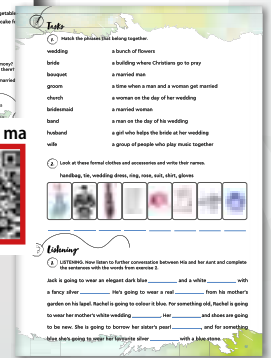 Tasks
1. Match the phrases that belong together.
wedding a bunch of flowers
bride a building where Christians go to pray
bouquet a married man
groom a time when a man and a woman get married
church a woman on the day of her wedding
bridesmaid a married woman
band a man on the day of his wedding
husband a girl who helps the bride at her wedding
wife a group of people who play music together
2. Look at these formal clothes and accessories and write their names.
handbag, tie, wedding dress, ring, rose, suit, shirt, gloves
Listening
LISTENING. Now listen to further conversation between Mia and her Aunt and complete
the sentences with the words from exercise 2.
Jack is going to wear an elegant dark blue and a white with
a fancy silver . He's going to wear a real from his mother's
garden on his lapel. Rachel is going to colour it blue. For something old, Rachel is going
to wear her mother's white wedding . Her and shoes are going
to be new. She is going to borrow her sister's pearl , and for something
blue she's going to wear her favourite silver with a blue stone.
mony?
there?
married
ma